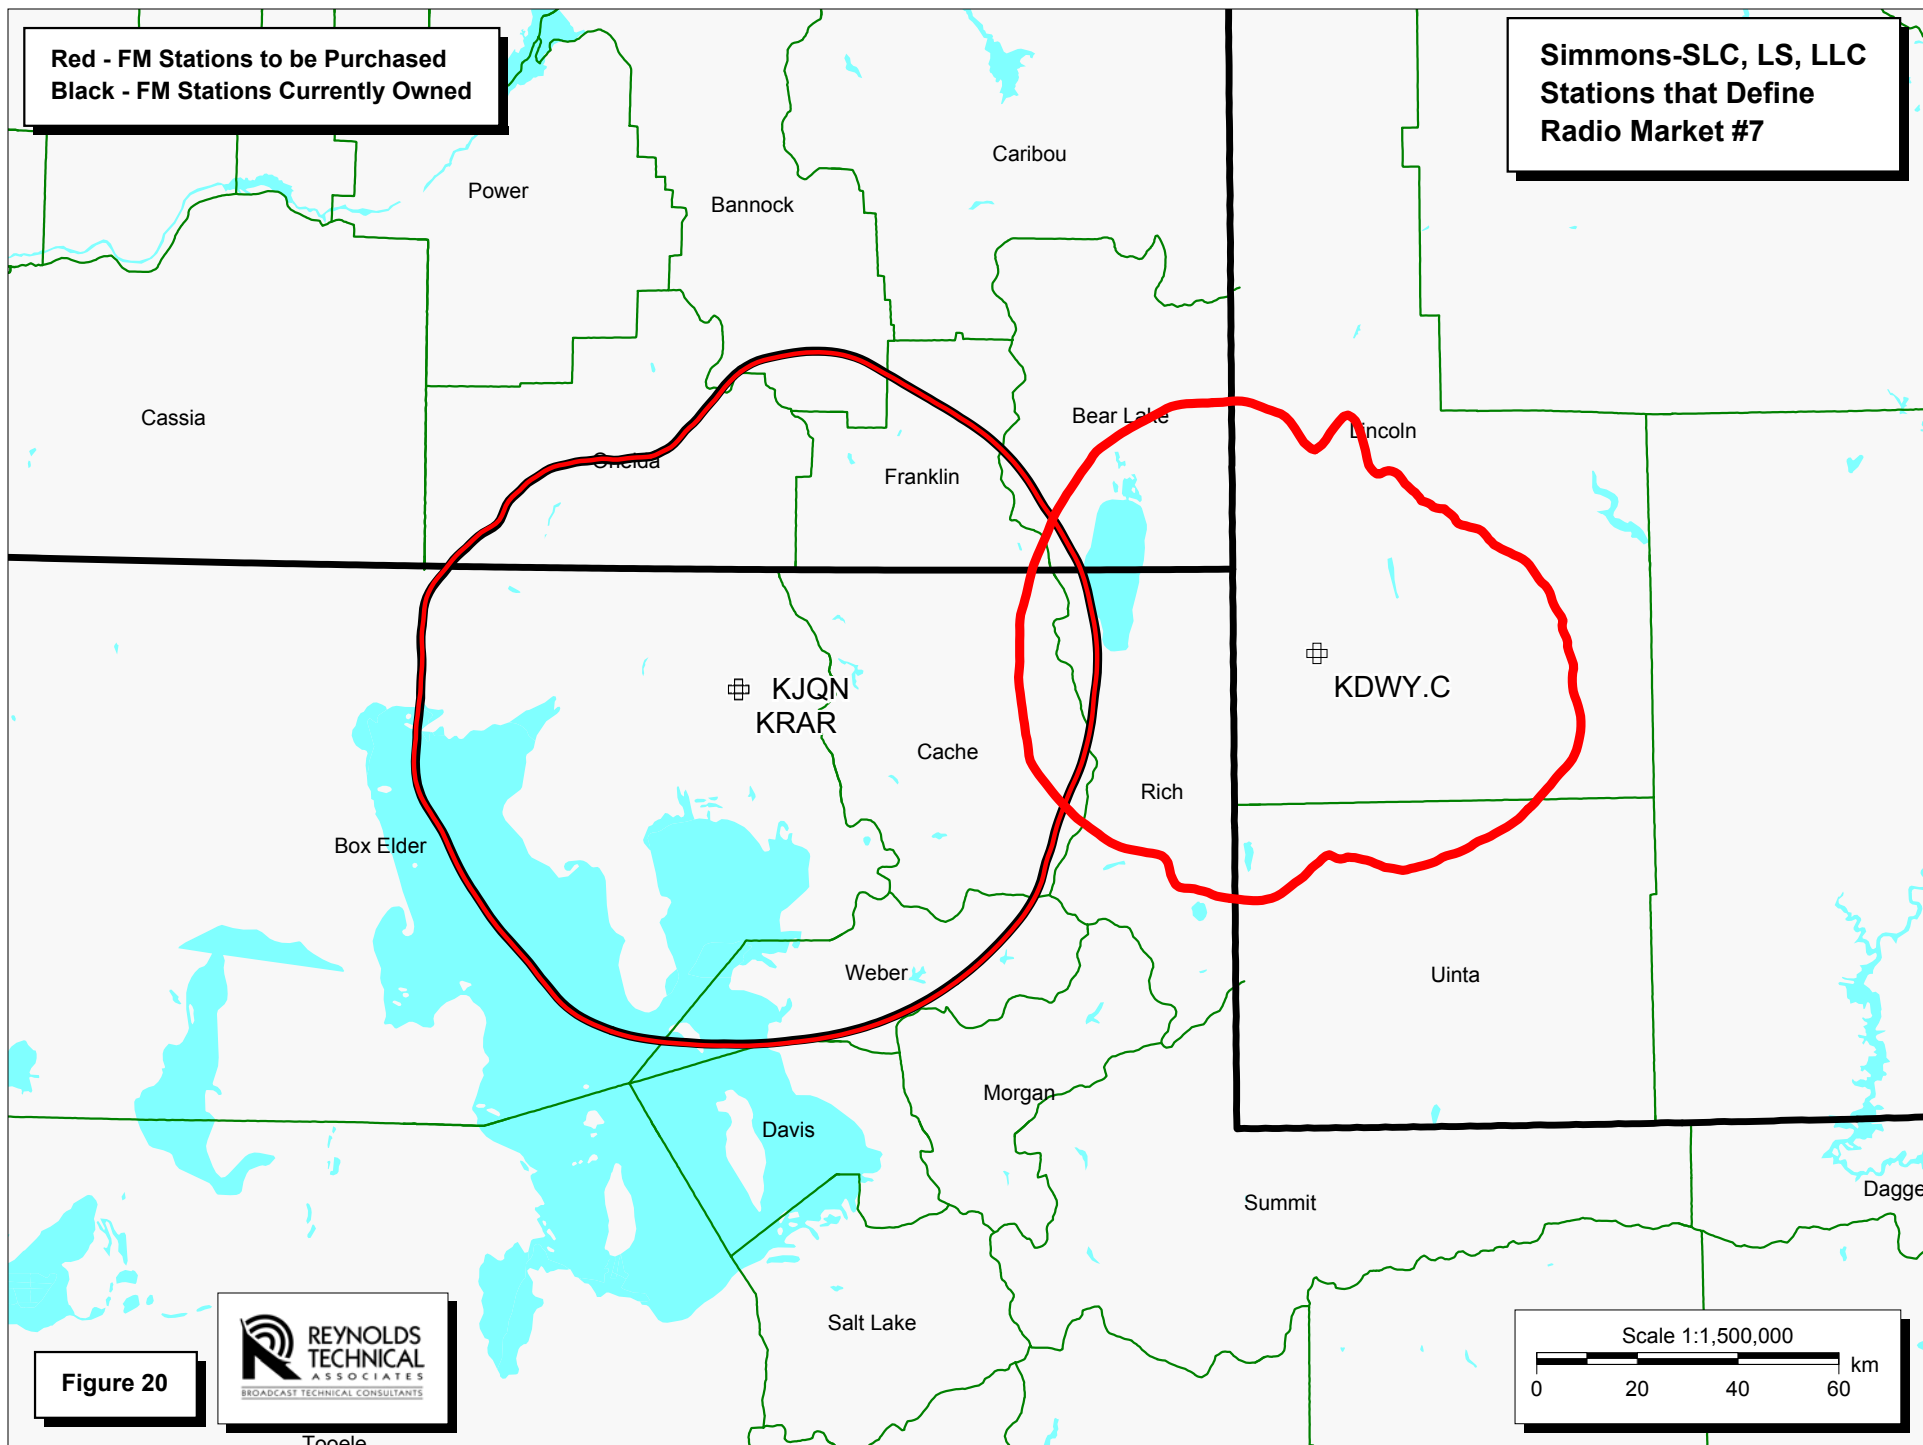 Red - FM Stations to be Purchased
Black - FM Stations Currently Owned
Simmons-SLC, LS, LLC
Stations that Define
Radio Market #7
Caribou
Power
Bannock
Cassia
Bear Lake
Lincoln
Oneida
Franklin
KJQN
KRAR
KDWY.C
Cache
Rich
Box Elder
Weber
Uinta
Morgan
Davis
Summit
Dagge
Salt Lake
Scale 1:1,500,000
km
0 20 40 60
Figure 20
REYNOLDS
TECHNICAL
ASSOCIATES
BROADCAST TECHNICAL CONSULTANTS
Tooele